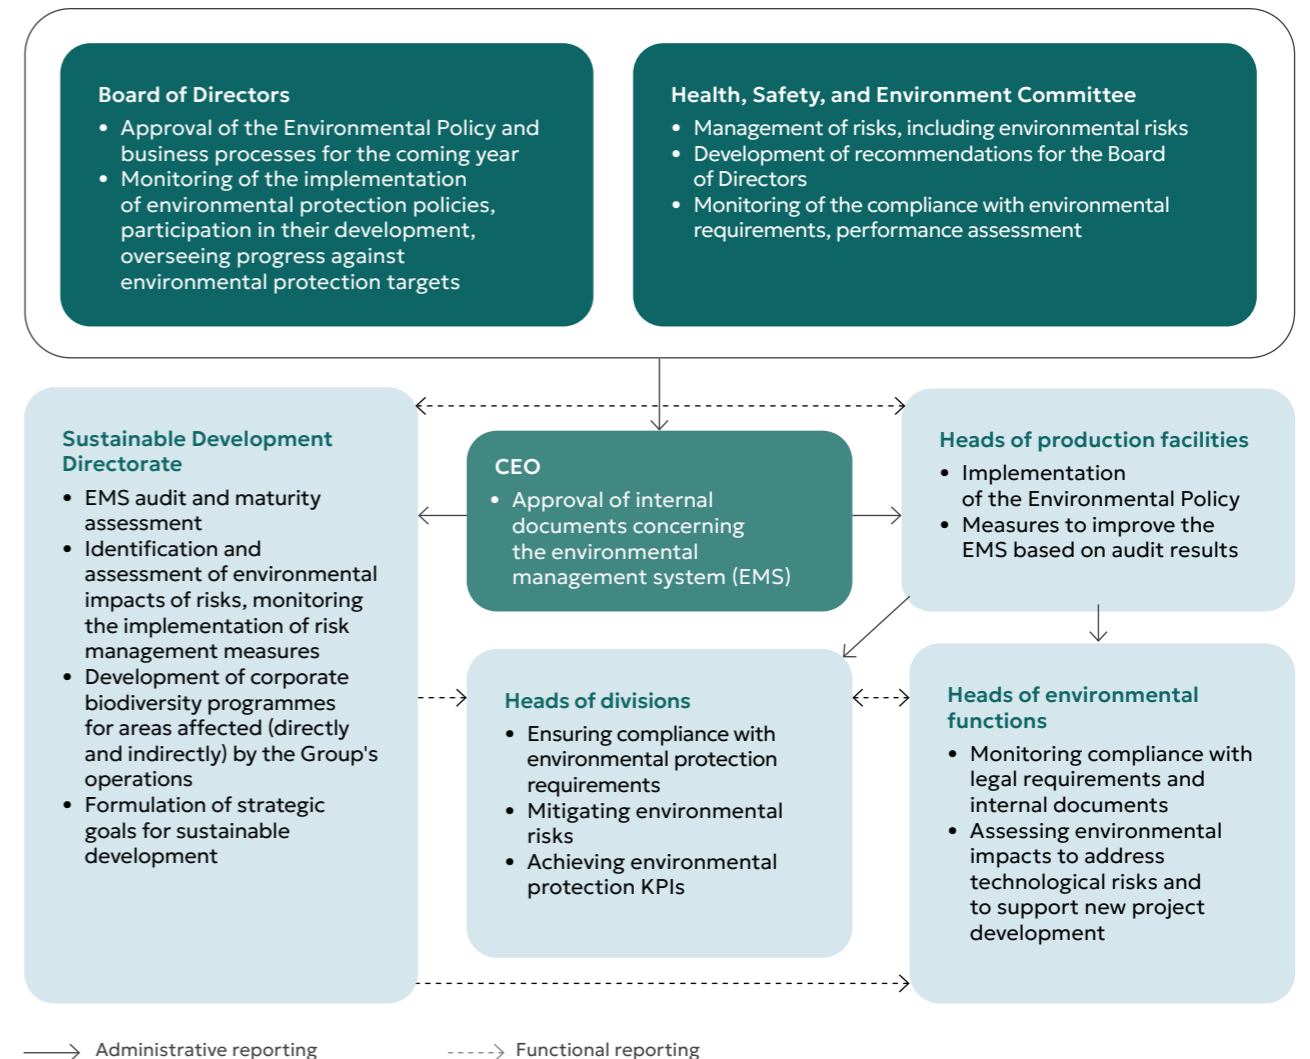 Board of Directors
• Approval of the Environmental Policy and
business processes for the coming year
• Monitoring of the implementation
of environmental protection policies,
participation in their development,
overseeing progress against
environmental protection targets
Health, Safety, and Environment Committee
• Management of risks, including environmental risks
• Development of recommendations for the Board
of Directors
• Monitoring of the compliance with environmental
requirements, performance assessment
Sustainable Development
Directorate
• EMS audit and maturity
assessment
• Identification and
assessment of environmental
impacts of risks, monitoring
the implementation of risk
management measures
• Development of corporate
biodiversity programmes
for areas affected (directly
and indirectly) by the Group's
operations
• Formulation of strategic
goals for sustainable
development
CEO
• Approval of internal
documents concerning
the environmental
management system (EMS)
Heads of production facilities
• Implementation
of the Environmental Policy
• Measures to improve the
EMS based on audit results
Heads of divisions
• Ensuring compliance with
environmental protection
requirements
• Mitigating environmental
risks
• Achieving environmental
protection KPIs
Heads of environmental
functions
• Monitoring compliance with
legal requirements and
internal documents
• Assessing environmental
impacts to address
technological risks and
to support new project
development
Administrative reporting
Functional reporting